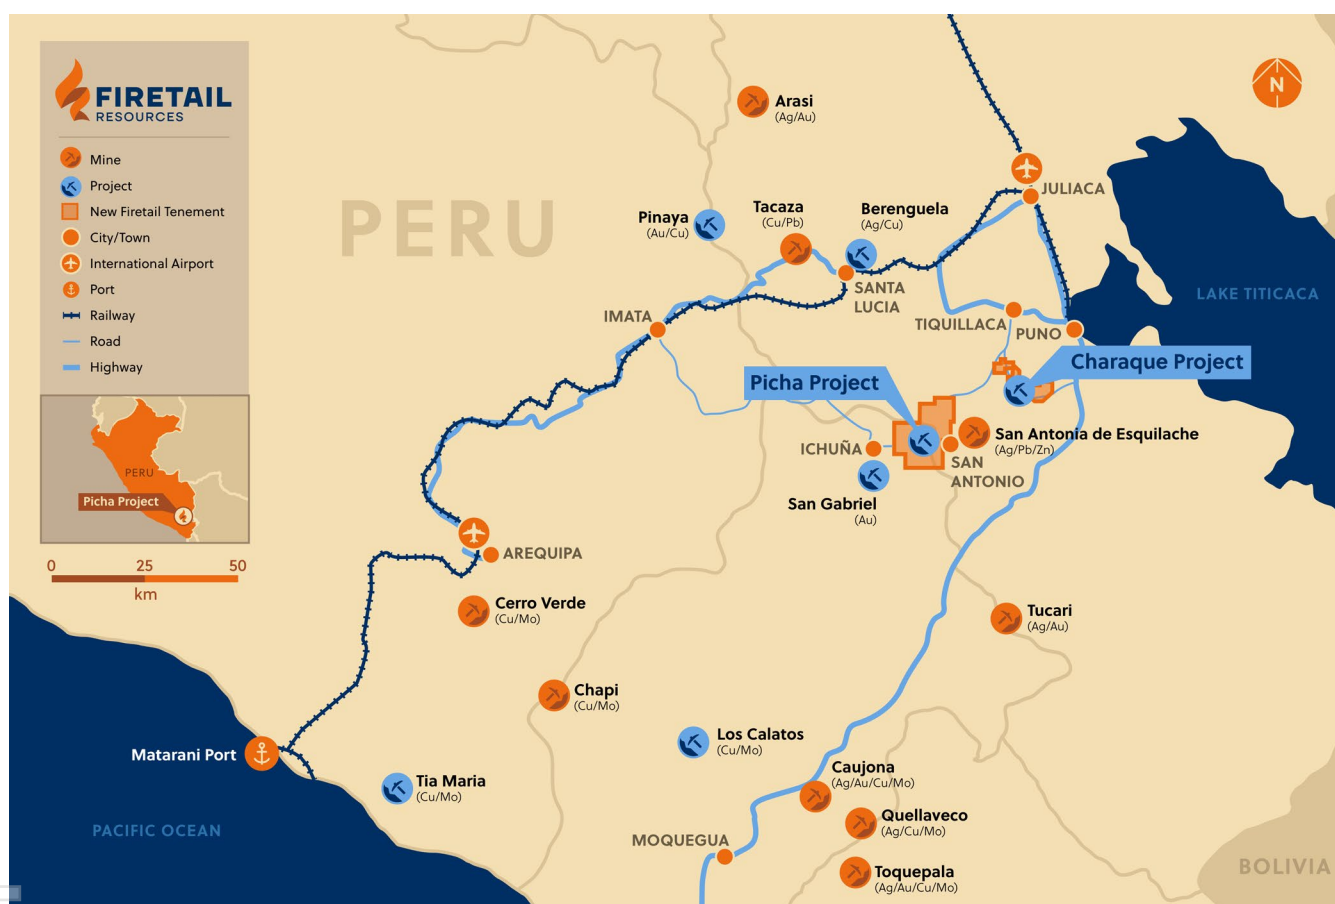 FIRETAIL
RESOURCES
Mine
Project
New Firetail Tenement
City/Town
International Airport
Port
Railway
Road
Highway
PERU
Picha Project
0 25 50
km
PERU
N
Arasi
(Ag/Au)
JULIACA
Pinaya
(Au/Cu)
Tacaza
(Cu/Pb)
Berenguela
(Ag/Cu)
SANTA
LUCIA
LAKE TITICACA
IMATA
TIQUILLACA
PUNO
Charaque Project
Picha Project
San Antonia de Esquilache
(Ag/Pb/Zn)
ICHUÑA
SAN
ANTONIO
San Gabriel
(Au)
AREQUIPA
Cerro Verde
(Cu/Mo)
Tucari
(Ag/Au)
Chapi
(Cu/Mo)
Los Calatos
(Cu/Mo)
Matarani Port
Tia Maria
(Cu/Mo)
Caujona
(Ag/Au/Cu/Mo)
Quellaveco
(Ag/Cu/Mo)
PACIFIC OCEAN
MOQUEGUA
Toquepala
(Ag/Au/Cu/Mo)
BOLIVIA